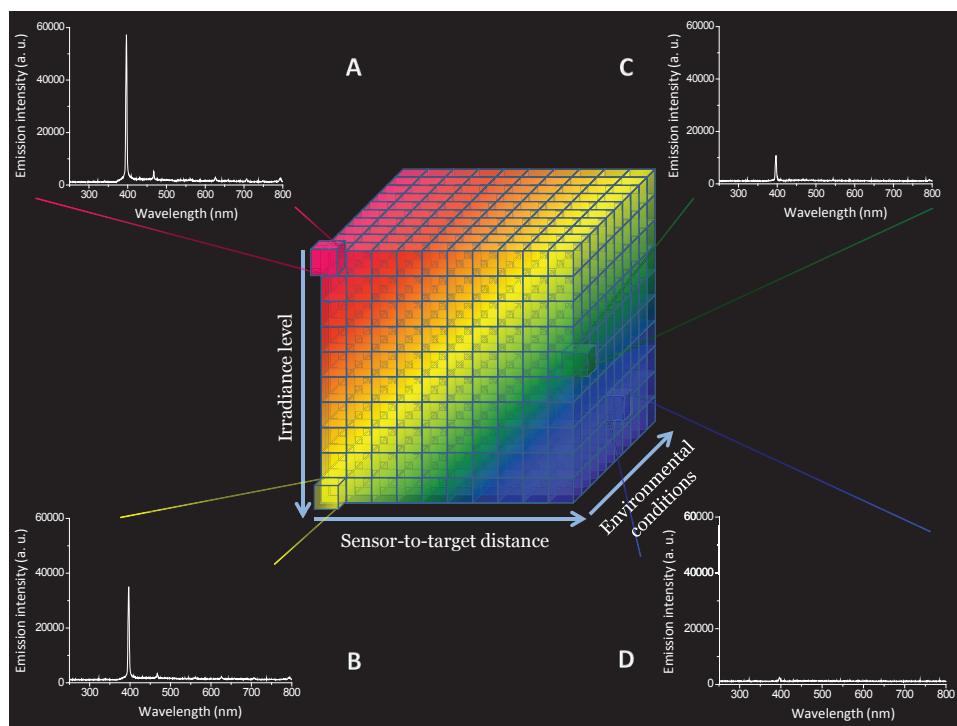 60000
40000
20000
0
300 400 500 600 700 800
Emission intensity (a. u.)
Wavelength (nm)
A
C
60000
40000
20000
0
300 400 500 600 700 800
Emission intensity (a. u.)
Wavelength (nm)
Irradiance level
Sensor-to-target distance
Environmental
conditions
60000
40000
20000
0
300 400 500 600 700 800
Emission intensity (a. u.)
Wavelength (nm)
B
D
60000
40000
20000
0
300 400 500 600 700 800
Emission intensity (a. u.)
Wavelength (nm)